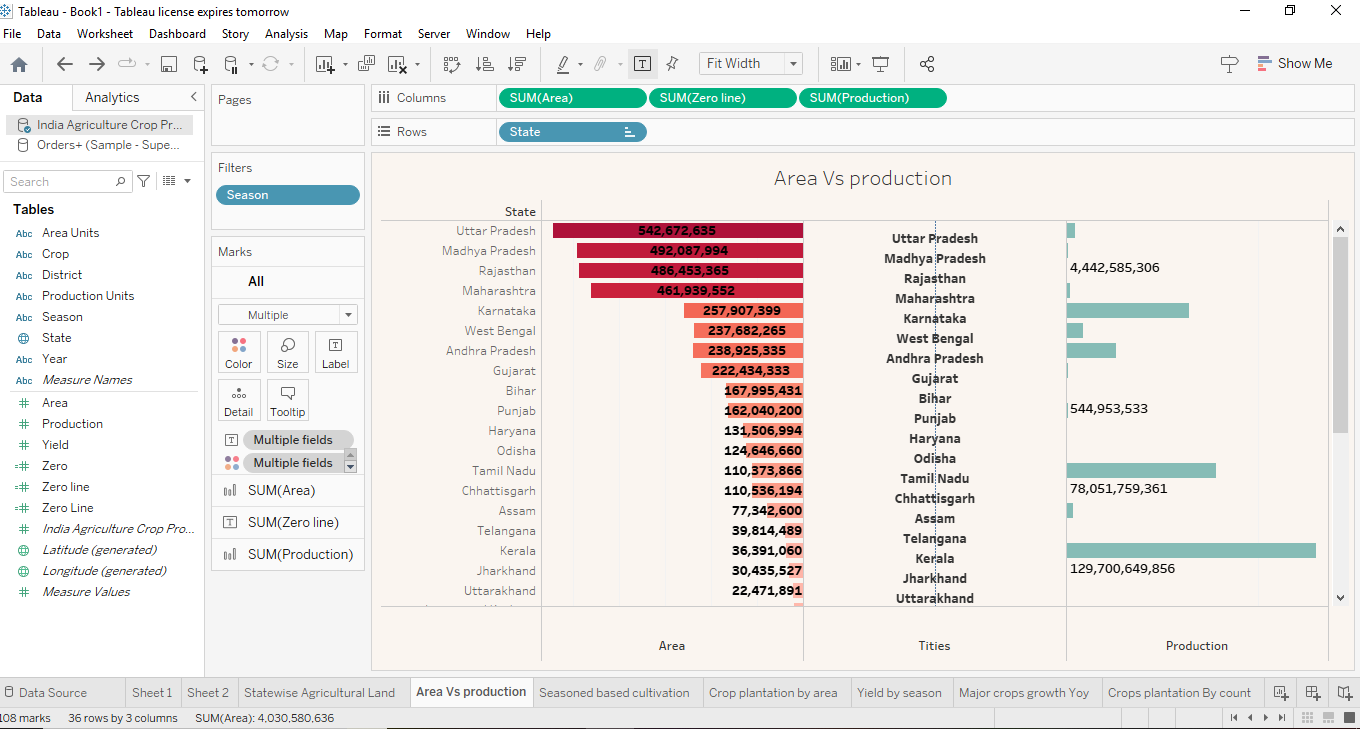 Tableau - Book1 - Tableau license expires tomorrow
File Data Worksheet Dashboard Story Analysis Map Format Server Window Help
Fit Width
Show Me
Data Analytics
India Agriculture Crop Pr...
Orders+ (Sample - Supe...
Search
Tables
Abc Area Units
Abc Crop
Abc District
Abc Production Units
Abc Season
State
Abc Year
Abc Measure Names
Area
Production
Yield
Zero
Zero line
Zero Line
India Agriculture Crop Pro...
Latitude (generated)
Longitude (generated)
Measure Values
Pages
Filters
Season
Marks
All
Multiple
Color Size Label
Detail Tooltip
Multiple fields
Multiple fields
SUM(Area)
SUM(Zero line)
SUM(Production)
Columns SUM(Area) SUM(Zero line) SUM(Production)
Rows State
Area Vs production
State
Uttar Pradesh 542,672,635 Uttar Pradesh
Madhya Pradesh 492,087,994 Madhya Pradesh
Rajasthan 486,453,365 Rajasthan 4,442,585,306
Maharashtra 461,939,552 Maharashtra
Karnataka 257,907,399 Karnataka
West Bengal 237,682,265 West Bengal
Andhra Pradesh 238,925,335 Andhra Pradesh
Gujarat 222,434,333 Gujarat
Bihar 167,995,431 Bihar
Punjab 162,040,200 Punjab 544,953,533
Haryana 131,506,994 Haryana
Odisha 124,646,660 Odisha
Tamil Nadu 110,373,866 Tamil Nadu
Chhattisgarh 110,536,194 Chhattisgarh 78,051,759,361
Assam 77,342,600 Assam
Telangana 39,814,489 Telangana
Kerala 36,391,060 Kerala
Jharkhand 30,435,527 Jharkhand 129,700,649,856
Uttarakhand 22,471,891 Uttarakhand
Area Tities Production
Data Source Sheet 1 Sheet 2 Statewise Agricultural Land Area Vs production Seasoned based cultivation Crop plantation by area Yield by season Major crops growth Yoy Crops plantation By count
108 marks 36 rows by 3 columns SUM(Area): 4,030,580,636